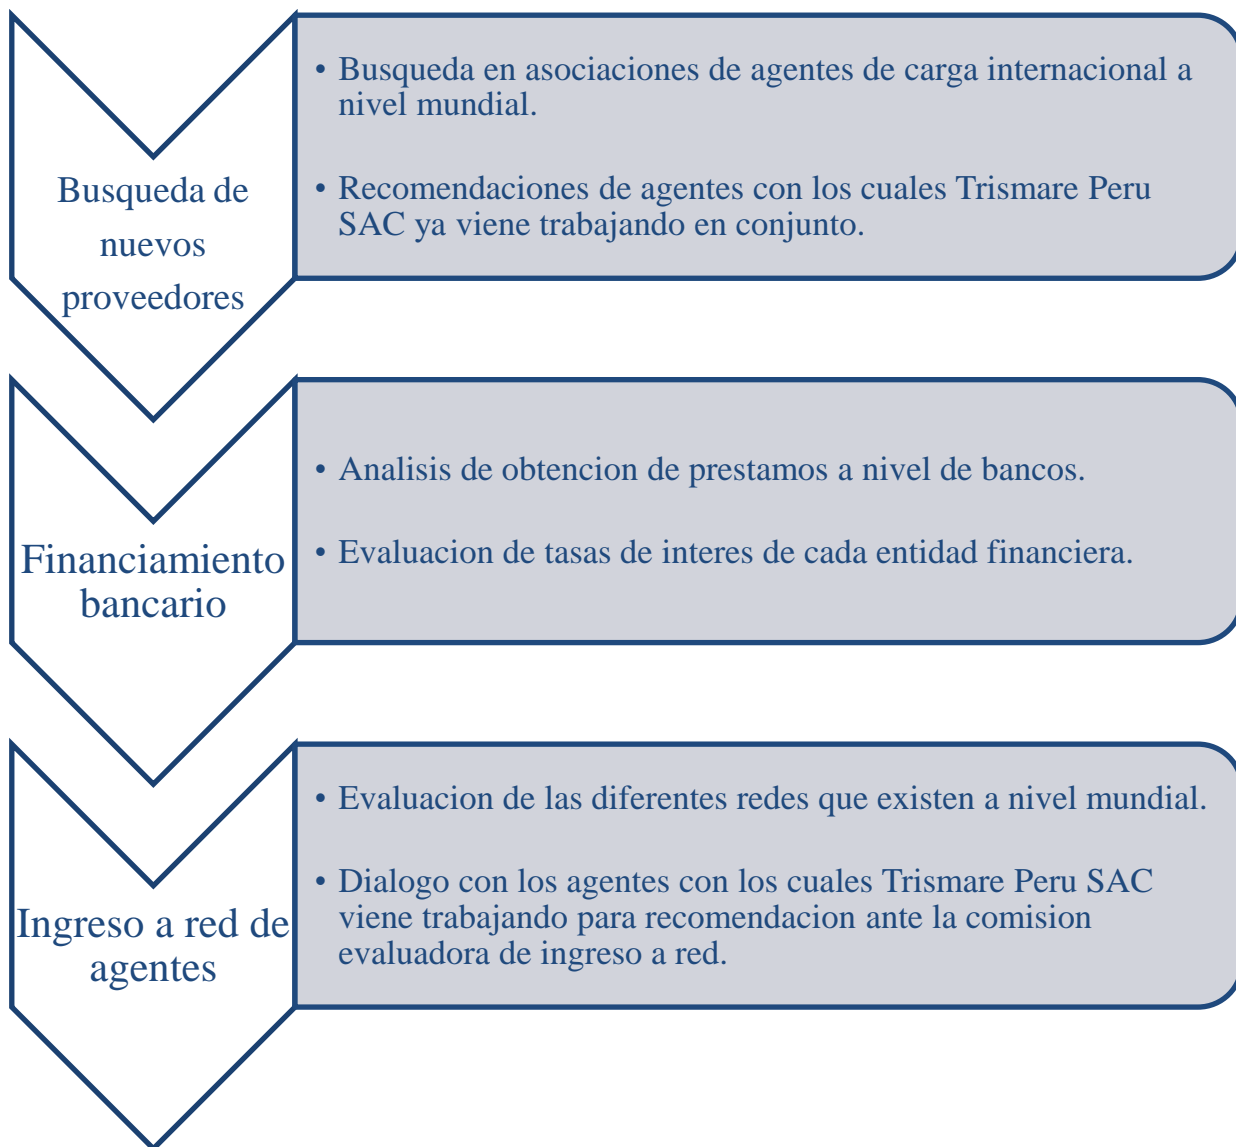 Busqueda de
nuevos
proveedores
• Busqueda en asociaciones de agentes de carga internacional a
nivel mundial.
• Recomendaciones de agentes con los cuales Trismare Peru
SAC ya viene trabajando en conjunto.
Financiamiento
bancario
• Analisis de obtencion de prestamos a nivel de bancos.
• Evaluacion de tasas de interes de cada entidad financiera.
Ingreso a red de
agentes
• Evaluacion de las diferentes redes que existen a nivel mundial.
• Dialogo con los agentes con los cuales Trismare Peru SAC
viene trabajando para recomendacion ante la comision
evaluadora de ingreso a red.